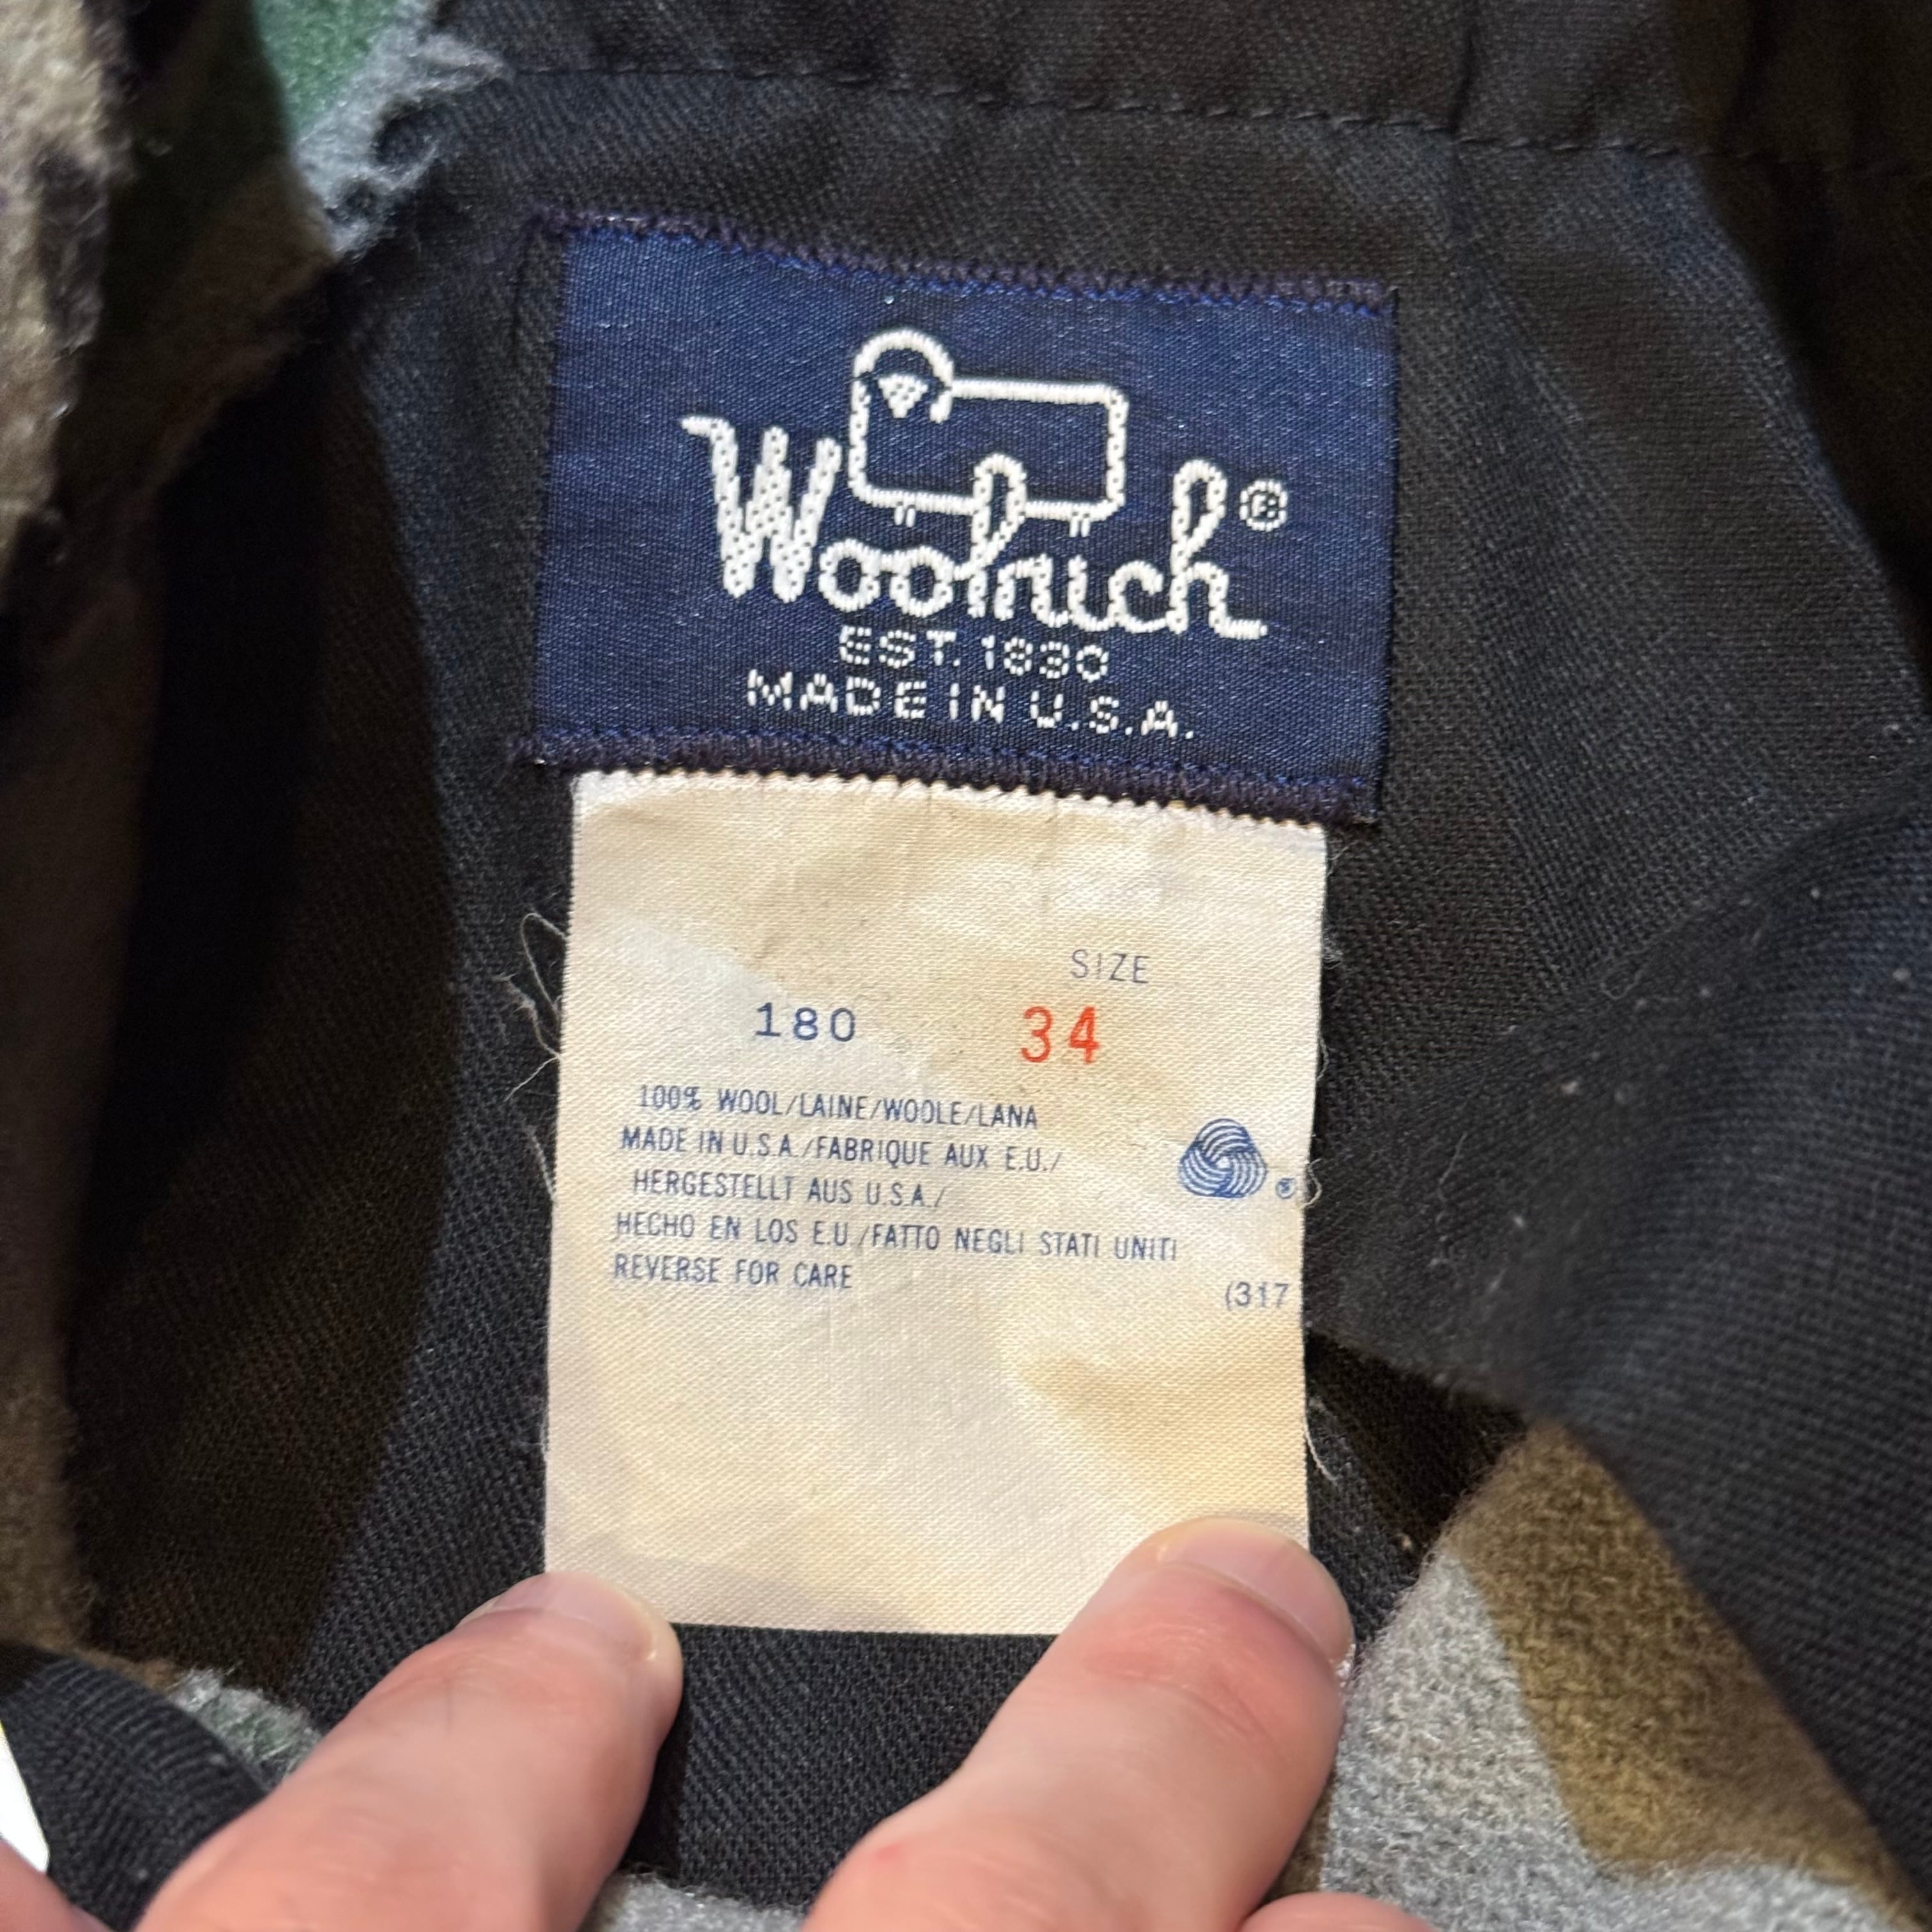 Woolrich®
EST. 1830
MADE IN U.S.A.
SIZE
180 34
100% WOOL/LAINE/WOOLE/LANA
MADE IN U.S.A./FABRIQUE AUX E.U./
HERGESTELLT AUS U.S.A./
HECHO EN LOS E.U./FATTO NEGLI STATI UNITI
REVERSE FOR CARE
®
(317